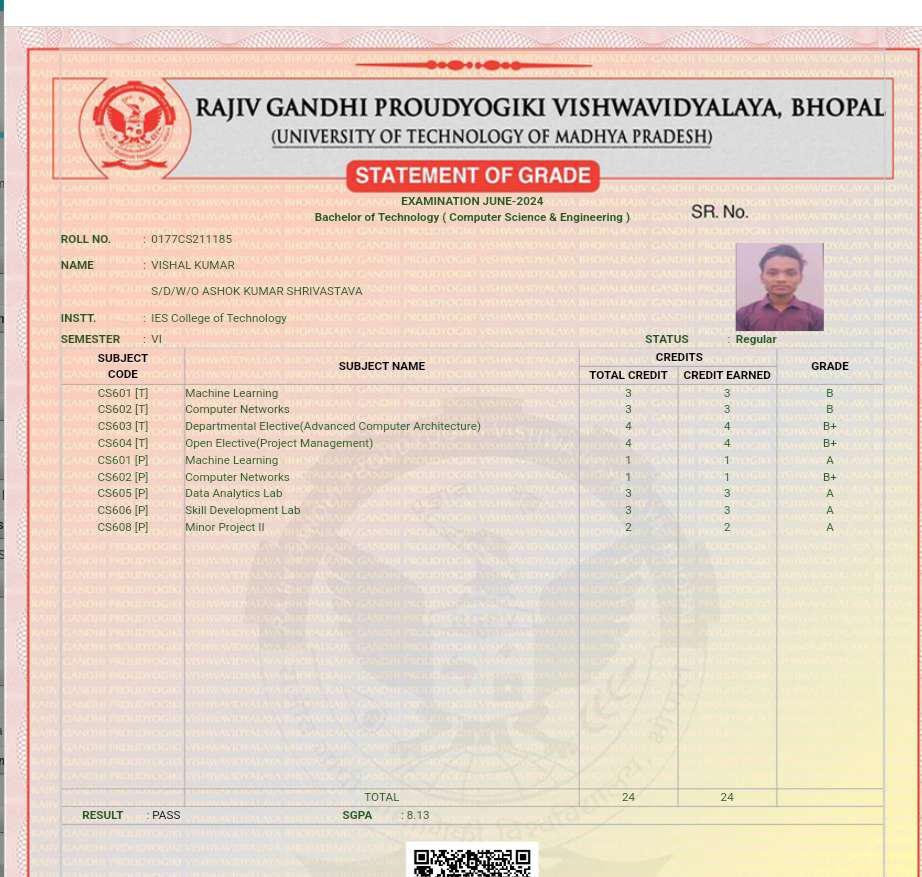 RAJIV GANDHI PROUDYOGIKI VISHWAVIDYALAYA, BHOPAL
(UNIVERSITY OF TECHNOLOGY OF MADHYA PRADESH)
STATEMENT OF GRADE
EXAMINATION JUNE-2024
Bachelor of Technology ( Computer Science & Engineering )
SR. No.
ROLL NO. : 0177CS211185
NAME : VISHAL KUMAR
S/D/W/O ASHOK KUMAR SHRIVASTAVA
INSTT. : IES College of Technology
SEMESTER : VI STATUS : Regular
SUBJECT CODE SUBJECT NAME CREDITS GRADE
TOTAL CREDIT CREDIT EARNED
CS601 [T] Machine Learning 3 3 B
CS602 [T] Computer Networks 3 3 B
CS603 [T] Departmental Elective(Advanced Computer Architecture) 4 4 B+
CS604 [T] Open Elective(Project Management) 4 4 B+
CS601 [P] Machine Learning 1 1 A
CS602 [P] Computer Networks 1 1 B+
CS605 [P] Data Analytics Lab 3 3 A
CS606 [P] Skill Development Lab 3 3 A
CS608 [P] Minor Project II 2 2 A
TOTAL 24 24
RESULT : PASS SGPA : 8.13